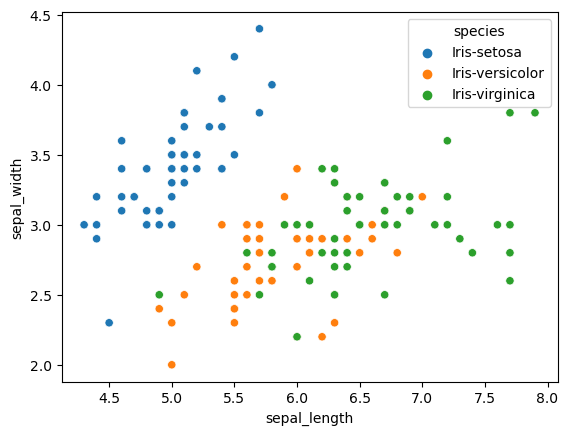 species
Iris-setosa
Iris-versicolor
Iris-virginica
4.5
4.0
3.5
3.0
2.5
2.0
sepal_width
4.5 5.0 5.5 6.0 6.5 7.0 7.5 8.0
sepal_length